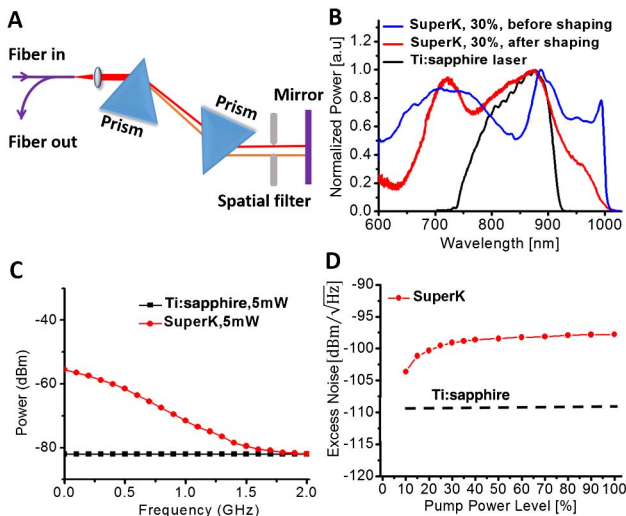 A
Fiber in
Fiber out
Prism
Prism
Mirror
Spatial filter
B
SuperK, 30%, before shaping
SuperK, 30%, after shaping
Ti:sapphire laser
Normalized Power [a.u]
1.0
0.8
0.6
0.4
0.2
0.0
600 700 800 900 1000
Wavelength [nm]
C
Ti:sapphire,5mW
SuperK,5mW
Power (dBm)
-40
-60
-80
0.0 0.5 1.0 1.5 2.0
Frequency (GHz)
D
SuperK
Ti:sapphire
Excess Noise [dBm/√Hz]
-90
-95
-100
-105
-110
-115
-120
0 10 20 30 40 50 60 70 80 90 100
Pump Power Level [%]